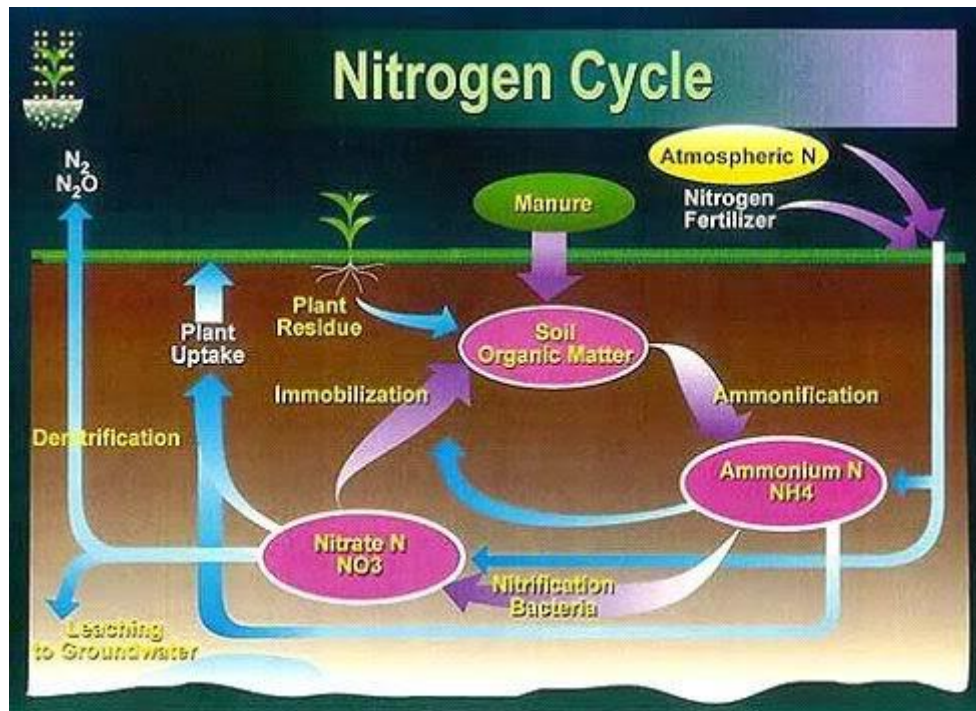 Nitrogen Cycle
N2
N2O
Atmospheric N
Nitrogen
Fertilizer
Manure
Plant
Residue
Soil
Organic Matter
Plant
Uptake
Immobilization
Ammonification
Denitrification
Ammonium N
NH4
Nitrate N
NO3
Nitrification
Bacteria
Leaching
to Groundwater